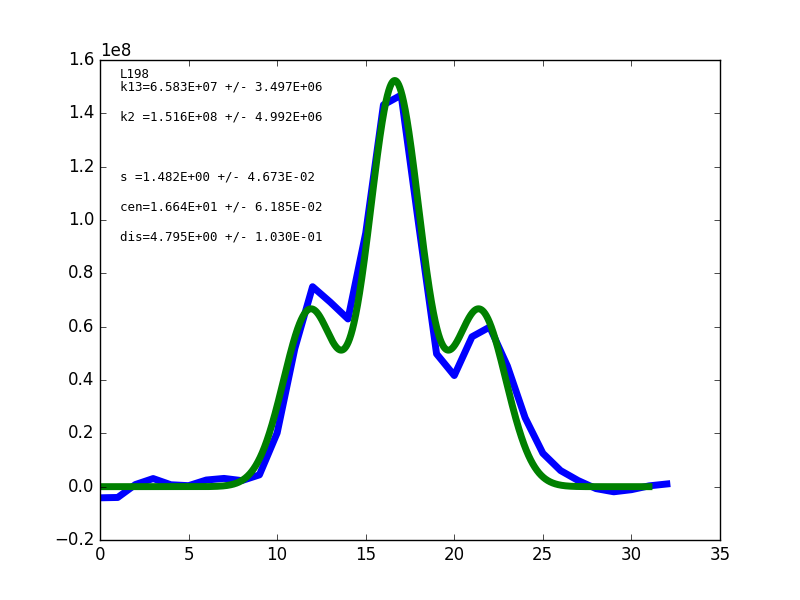 1e8
L198
k13=6.583E+07 +/- 3.497E+06
k2 =1.516E+08 +/- 4.992E+06
s =1.482E+00 +/- 4.673E-02
cen=1.664E+01 +/- 6.185E-02
dis=4.795E+00 +/- 1.030E-01
1.6
1.4
1.2
1.0
0.8
0.6
0.4
0.2
0.0
−0.2
0 5 10 15 20 25 30 35